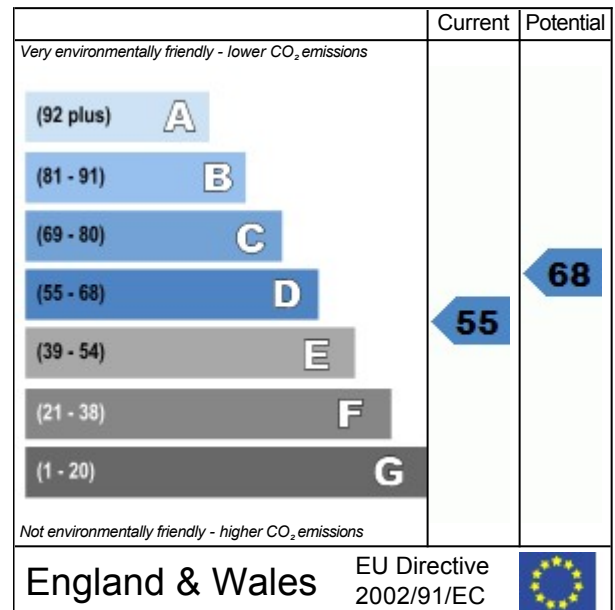 Current Potential
Very environmentally friendly - lower CO₂ emissions
(92 plus) A
(81 - 91) B
(69 - 80) C
(55 - 68) D
(39 - 54) E
(21 - 38) F
(1 - 20) G
68
55
Not environmentally friendly - higher CO₂ emissions
England & Wales
EU Directive
2002/91/EC